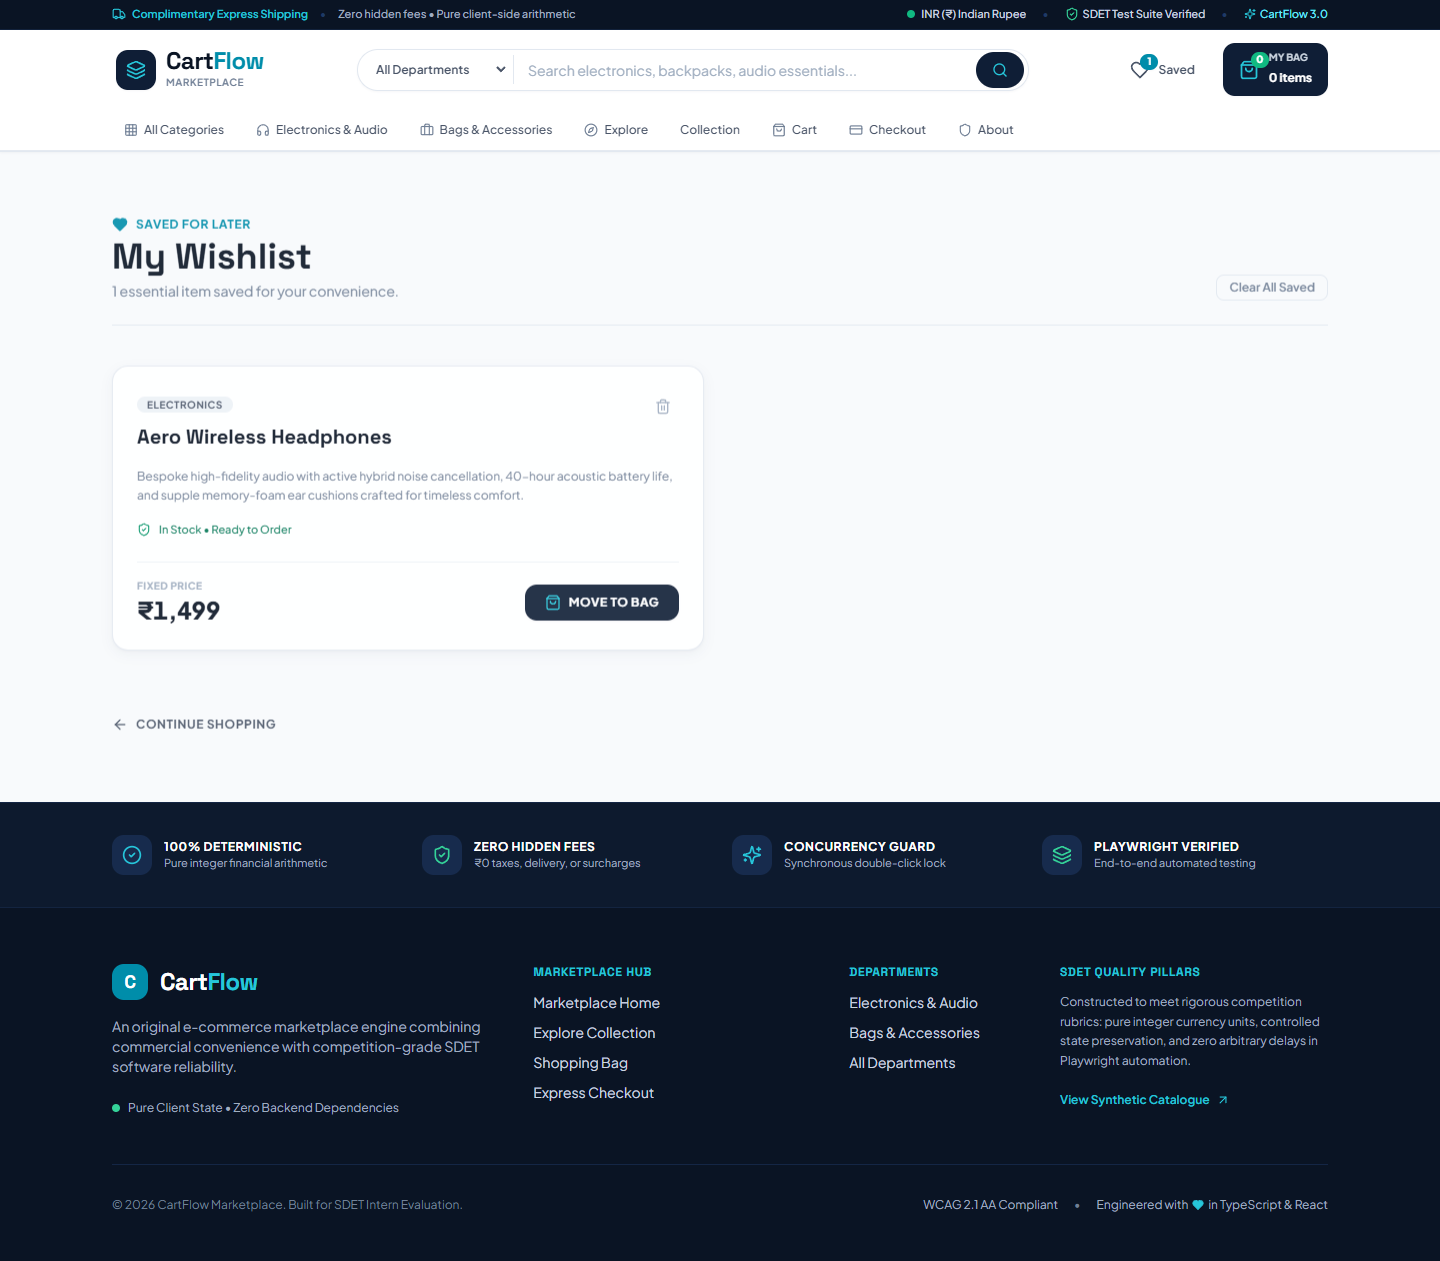 Complimentary Express Shipping • Zero hidden fees • Pure client-side arithmetic
INR (₹) Indian Rupee • SDET Test Suite Verified • CartFlow 3.0
CartFlow
MARKETPLACE
All Departments
Search electronics, backpacks, audio essentials...
1
Saved
0
MY BAG
0 items
All Categories
Electronics & Audio
Bags & Accessories
Explore
Collection
Cart
Checkout
About
SAVED FOR LATER
My Wishlist
1 essential item saved for your convenience.
Clear All Saved
ELECTRONICS
Aero Wireless Headphones
Bespoke high-fidelity audio with active hybrid noise cancellation, 40-hour acoustic battery life,
and supple memory-foam ear cushions crafted for timeless comfort.
In Stock • Ready to Order
FIXED PRICE
₹1,499
MOVE TO BAG
CONTINUE SHOPPING
100% DETERMINISTIC
Pure integer financial arithmetic
ZERO HIDDEN FEES
₹0 taxes, delivery, or surcharges
CONCURRENCY GUARD
Synchronous double-click lock
PLAYWRIGHT VERIFIED
End-to-end automated testing
C
CartFlow
An original e-commerce marketplace engine combining
commercial convenience with competition-grade SDET
software reliability.
Pure Client State • Zero Backend Dependencies
MARKETPLACE HUB
Marketplace Home
Explore Collection
Shopping Bag
Express Checkout
DEPARTMENTS
Electronics & Audio
Bags & Accessories
All Departments
SDET QUALITY PILLARS
Constructed to meet rigorous competition
rubrics: pure integer currency units, controlled
state preservation, and zero arbitrary delays in
Playwright automation.
View Synthetic Catalogue
© 2026 CartFlow Marketplace. Built for SDET Intern Evaluation.
WCAG 2.1 AA Compliant • Engineered with in TypeScript & React